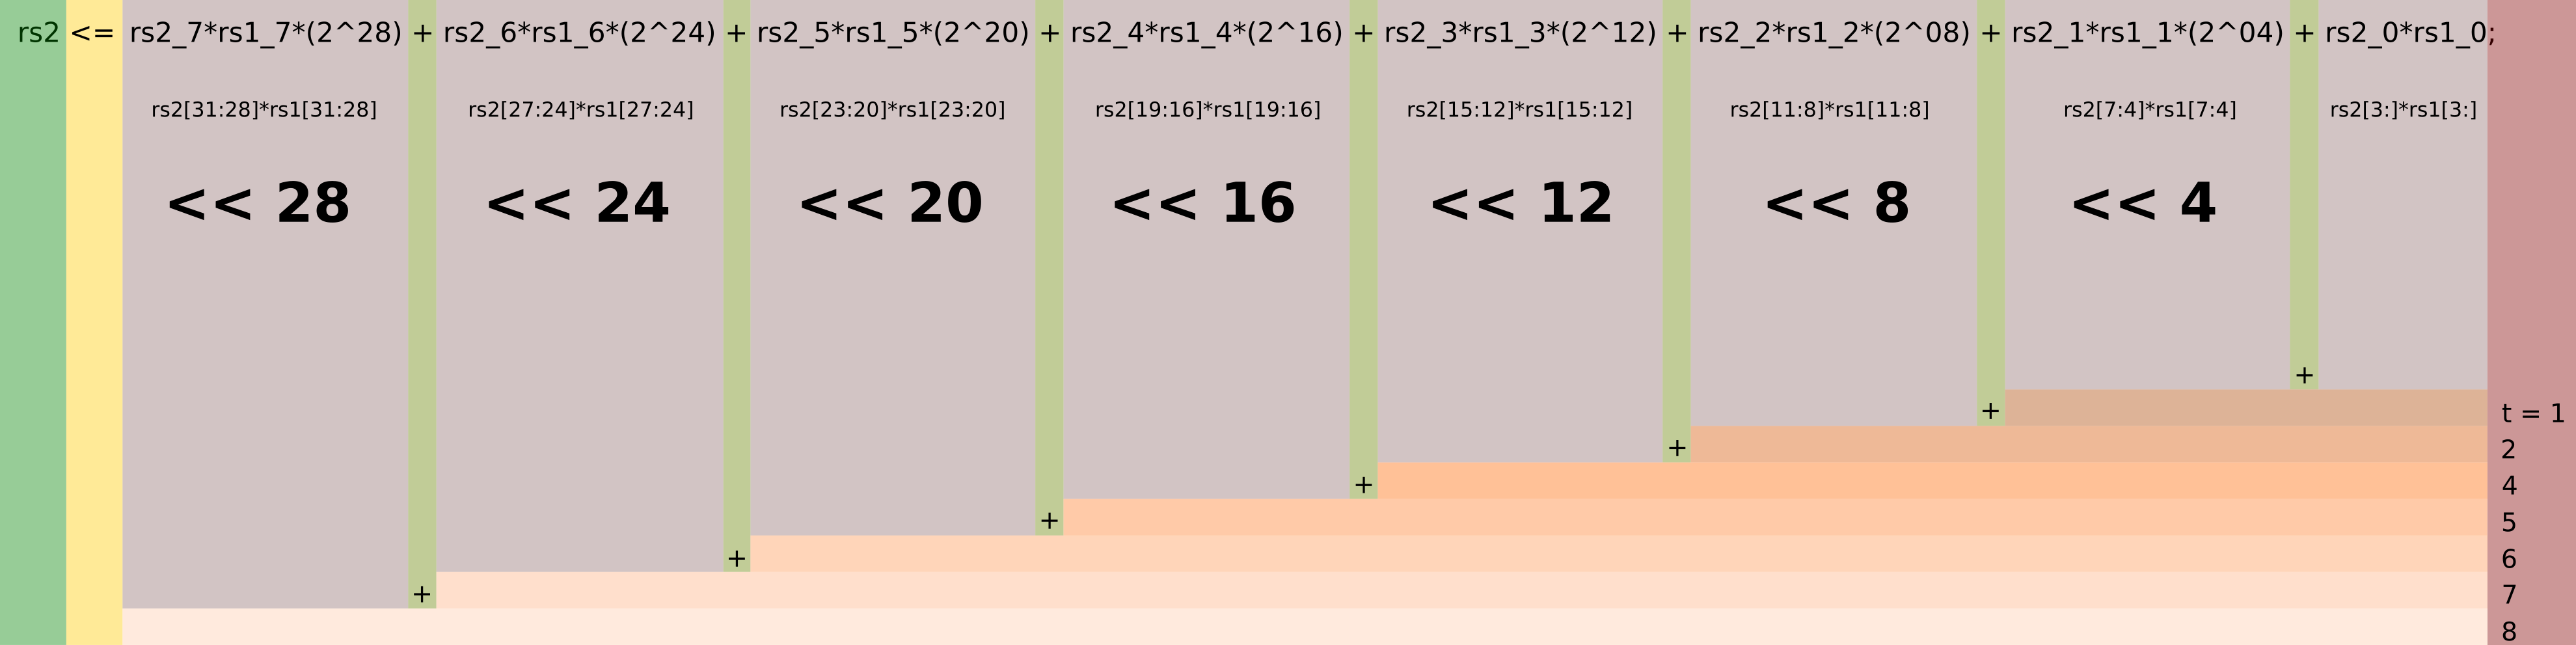 rs2 <= rs2_7*rs1_7*(2^28) + rs2_6*rs1_6*(2^24) + rs2_5*rs1_5*(2^20) + rs2_4*rs1_4*(2^16) + rs2_3*rs1_3*(2^12) + rs2_2*rs1_2*(2^08) + rs2_1*rs1_1*(2^04) + rs2_0*rs1_0;
rs2[31:28]*rs1[31:28] rs2[27:24]*rs1[27:24] rs2[23:20]*rs1[23:20] rs2[19:16]*rs1[19:16] rs2[15:12]*rs1[15:12] rs2[11:8]*rs1[11:8] rs2[7:4]*rs1[7:4] rs2[3:]*rs1[3:]
<< 28 << 24 << 20 << 16 << 12 << 8 << 4
+
+ t = 1
+ 2
+ 4
+ 5
+ 6
+ 7
8